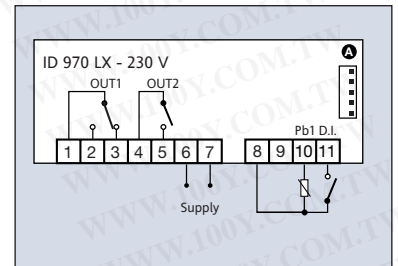 WWW.100Y.COM.TW
ID 970 LX - 230 V
A
OUT1 OUT2
Pb1 D.I.
1 2 3 4 5 6 7 8 9 10 11
Supply